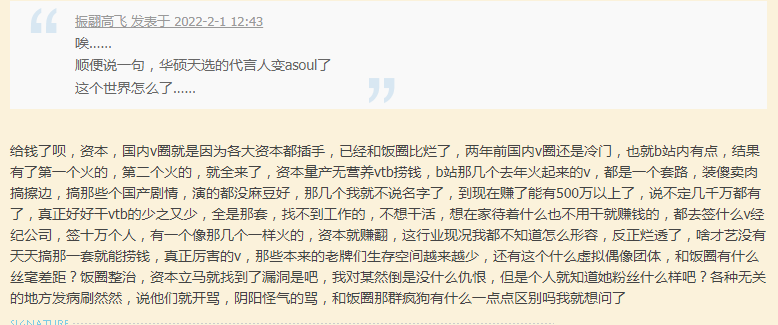 振翮高飞 发表于 2022-2-1 12:43
唉......
顺便说一句，华硕天选的代言人变asoul了
这个世界怎么了......
给钱了呗，资本，国内v圈就是因为各大资本都插手，已经和饭圈比烂了，两年前国内v圈还是冷门，也就b站内有点，结果
有了第一个火的，第二个火的，就全来了，资本量产无营养vtb捞钱，b站那几个去年火起来的v，都是一个套路，装傻卖肉
搞擦边，搞那些个国产剧情，演的都没麻豆好，那几个我就不说名字了，到现在赚了能有500万以上了，说不定几千万都有
了，真正好好干vtb的少之又少，全是那套，找不到工作的，不想干活，想在家待着什么也不用干就赚钱的，都去签什么v经
纪公司，签十万个人，有一个像那几个一样火的，资本就赚翻，这行业现况我都不知道怎么形容，反正烂透了，啥才艺没有
天天搞那一套就能捞钱，真正厉害的v，那些本来的老牌们生存空间越来越少，还有这个什么虚拟偶像团体，和饭圈有什么
丝毫差距？饭圈整治，资本立马就找到了漏洞是吧，我对某然倒是没什么仇恨，但是个人就知道她粉丝什么样吧？各种无关
的地方发病刷然然，说他们就开骂，阴阳怪气的骂，和饭圈那群疯狗有什么一点点区别吗我就想问了
SIGNATURE